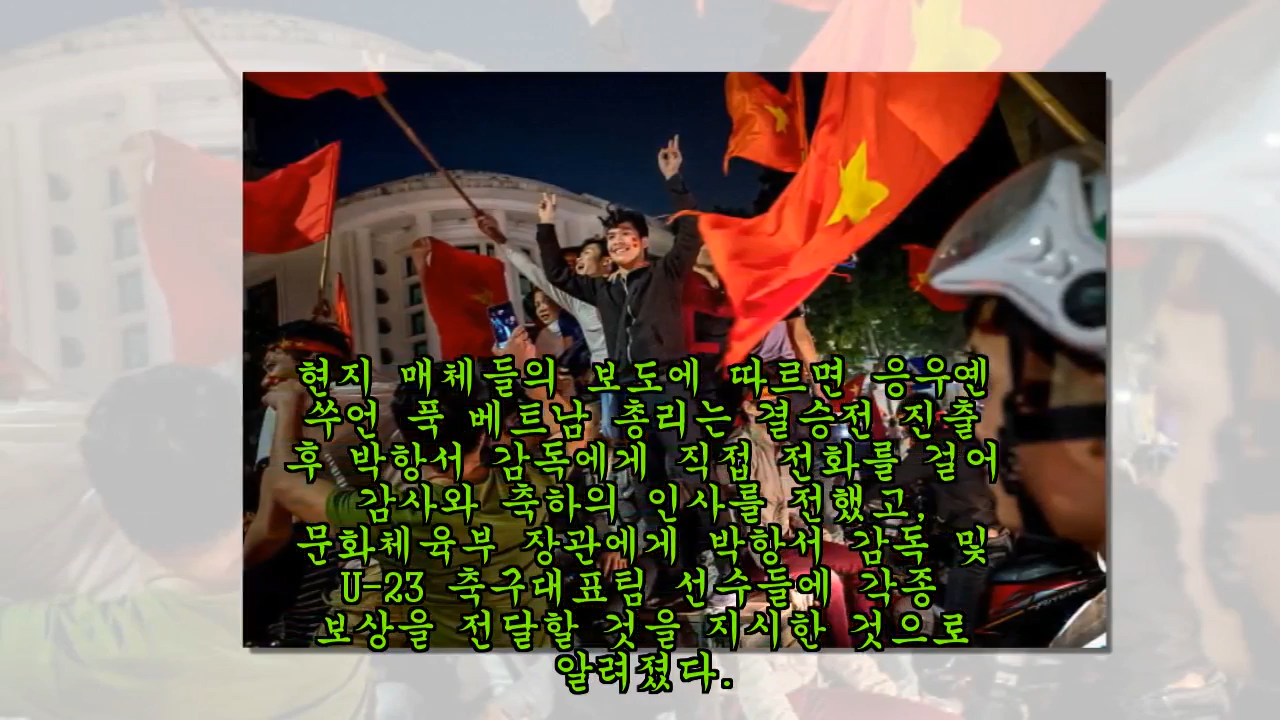 현지 매체들의 보도에 따르면 응우옌
쑤언 푹 베트남 총리는 결승전 진출
후 박항서 감독에게 직접 전화를 걸어
감사와 축하의 인사를 전했고,
문화체육부 장관에게 박항서 감독 및
U-23 축구대표팀 선수들에 각종
보상을 전달할 것을 지시한 것으로
알려졌다.